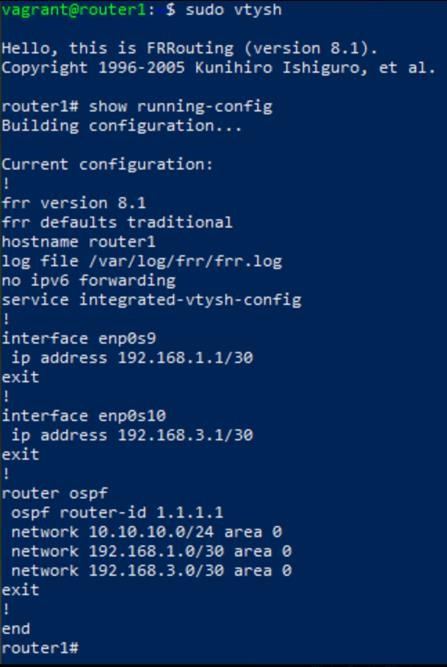 vagrant@router1: $ sudo vtysh
Hello, this is FRRouting (version 8.1).
Copyright 1996-2005 Kunihiro Ishiguro, et al.
router1# show running-config
Building configuration...
Current configuration:
!
frr version 8.1
frr defaults traditional
hostname router1
log file /var/log/frr/frr.log
no ipv6 forwarding
service integrated-vtysh-config
!
interface enp0s9
 ip address 192.168.1.1/30
exit
!
interface enp0s10
 ip address 192.168.3.1/30
exit
!
router ospf
 ospf router-id 1.1.1.1
 network 10.10.10.0/24 area 0
 network 192.168.1.0/30 area 0
 network 192.168.3.0/30 area 0
exit
!
end
router1#